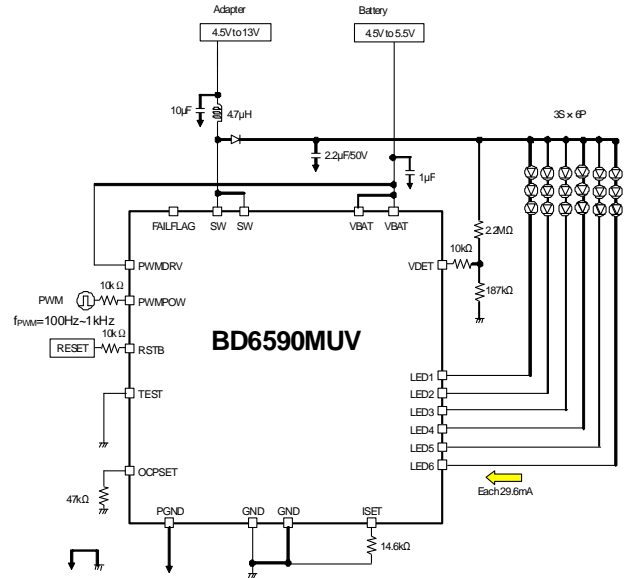 Adapter
Battery
4.5V to 13V
4.5V to 5.5V
10μF
4.7μH
3S × 6P
2.2μF/50V
1μF
FAILFLAG
SW
SW
VBAT
VBAT
2.2MΩ
PWMDRV
VDET
10kΩ
10k Ω
PWM
PWMPOW
187kΩ
fPWM=100Hz~1kHz
10k Ω
BD6590MUV
RESET
RSTB
LED1
TEST
LED2
LED3
LED4
LED5
LED6
OCPSET
Each 29.6mA
47kΩ
PGND
GND
GND
ISET
14.6kΩ